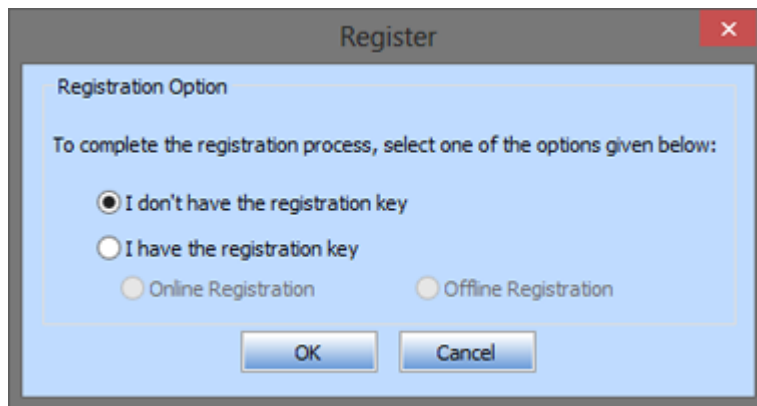 Register
Registration Option
To complete the registration process, select one of the options given below:
I don't have the registration key
I have the registration key
Online Registration Offline Registration
OK Cancel